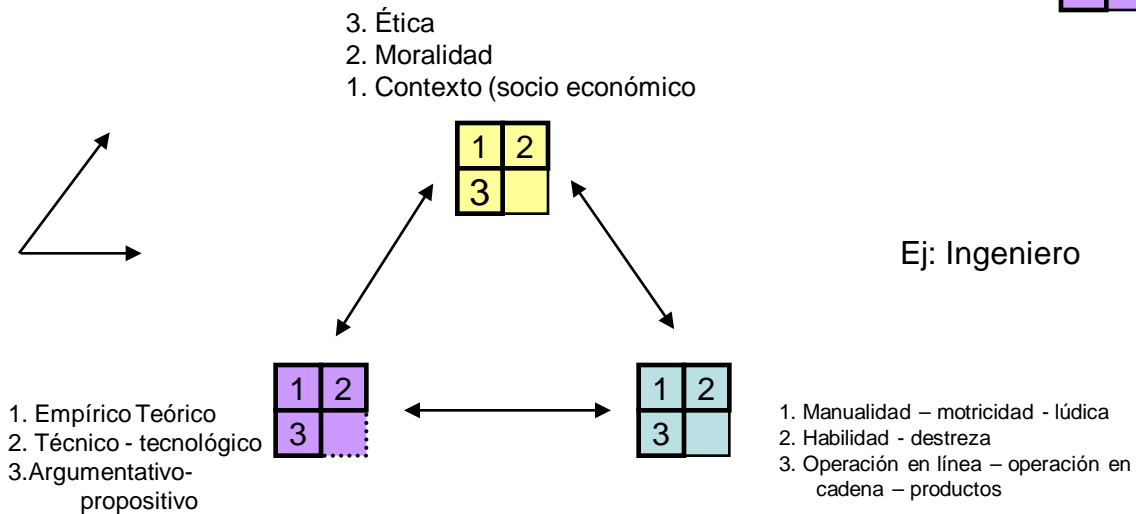 3. Ética
2. Moralidad
1. Contexto (socio económico
1 2
3
Ej: Ingeniero
1 2
3
1. Empírico Teórico
2. Técnico - tecnológico
3.Argumentativo-
propositivo
1 2
3
1. Manualidad – motricidad - lúdica
2. Habilidad - destreza
3. Operación en línea – operación en
cadena – productos